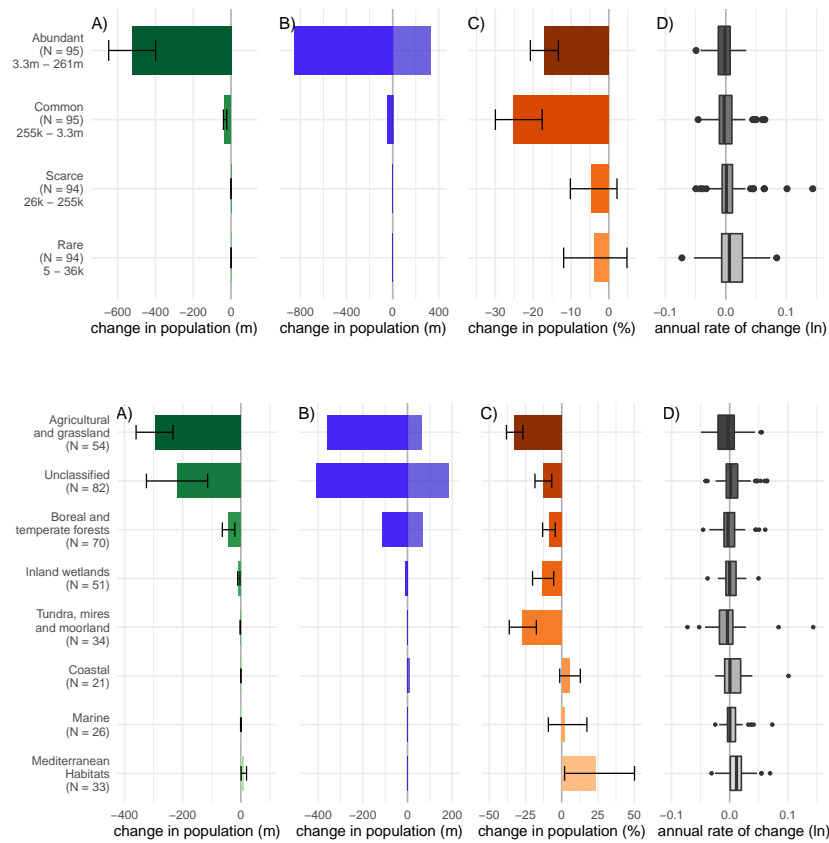 A) B) C) D)
Abundant
(N = 95)
3.3m − 261m
Common
(N = 95)
255k − 3.3m
Scarce
(N = 94)
26k − 255k
Rare
(N = 94)
5 − 36k
−600 −400 −200 0 −800 −400 0 400 −30 −20 −10 0 −0.1 0.0 0.1
change in population (m) change in population (m) change in population (%) annual rate of change (ln)
A) B) C) D)
Agricultural
and grassland
(N = 54)
Unclassified
(N = 82)
Boreal and
temperate forests
(N = 70)
Inland wetlands
(N = 51)
Tundra, mires
and moorland
(N = 34)
Coastal
(N = 21)
Marine
(N = 26)
Mediterranean
Habitats
(N = 33)
−400 −200 0 −400 −200 0 200 −50 −25 0 25 50 −0.1 0.0 0.1
change in population (m) change in population (m) change in population (%) annual rate of change (ln)